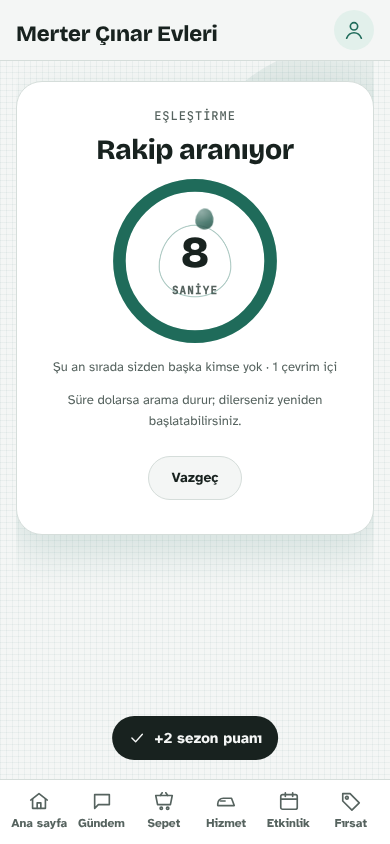 Merter Çınar Evleri
EŞLEŞTİRME
Rakip aranıyor
8
SANİYE
Şu an sırada sizden başka kimse yok · 1 çevrim içi
Süre dolarsa arama durur; dilerseniz yeniden
başlatabilirsiniz.
Vazgeç
+2 sezon puanı
Ana sayfa Gündem Sepet Hizmet Etkinlik Fırsat